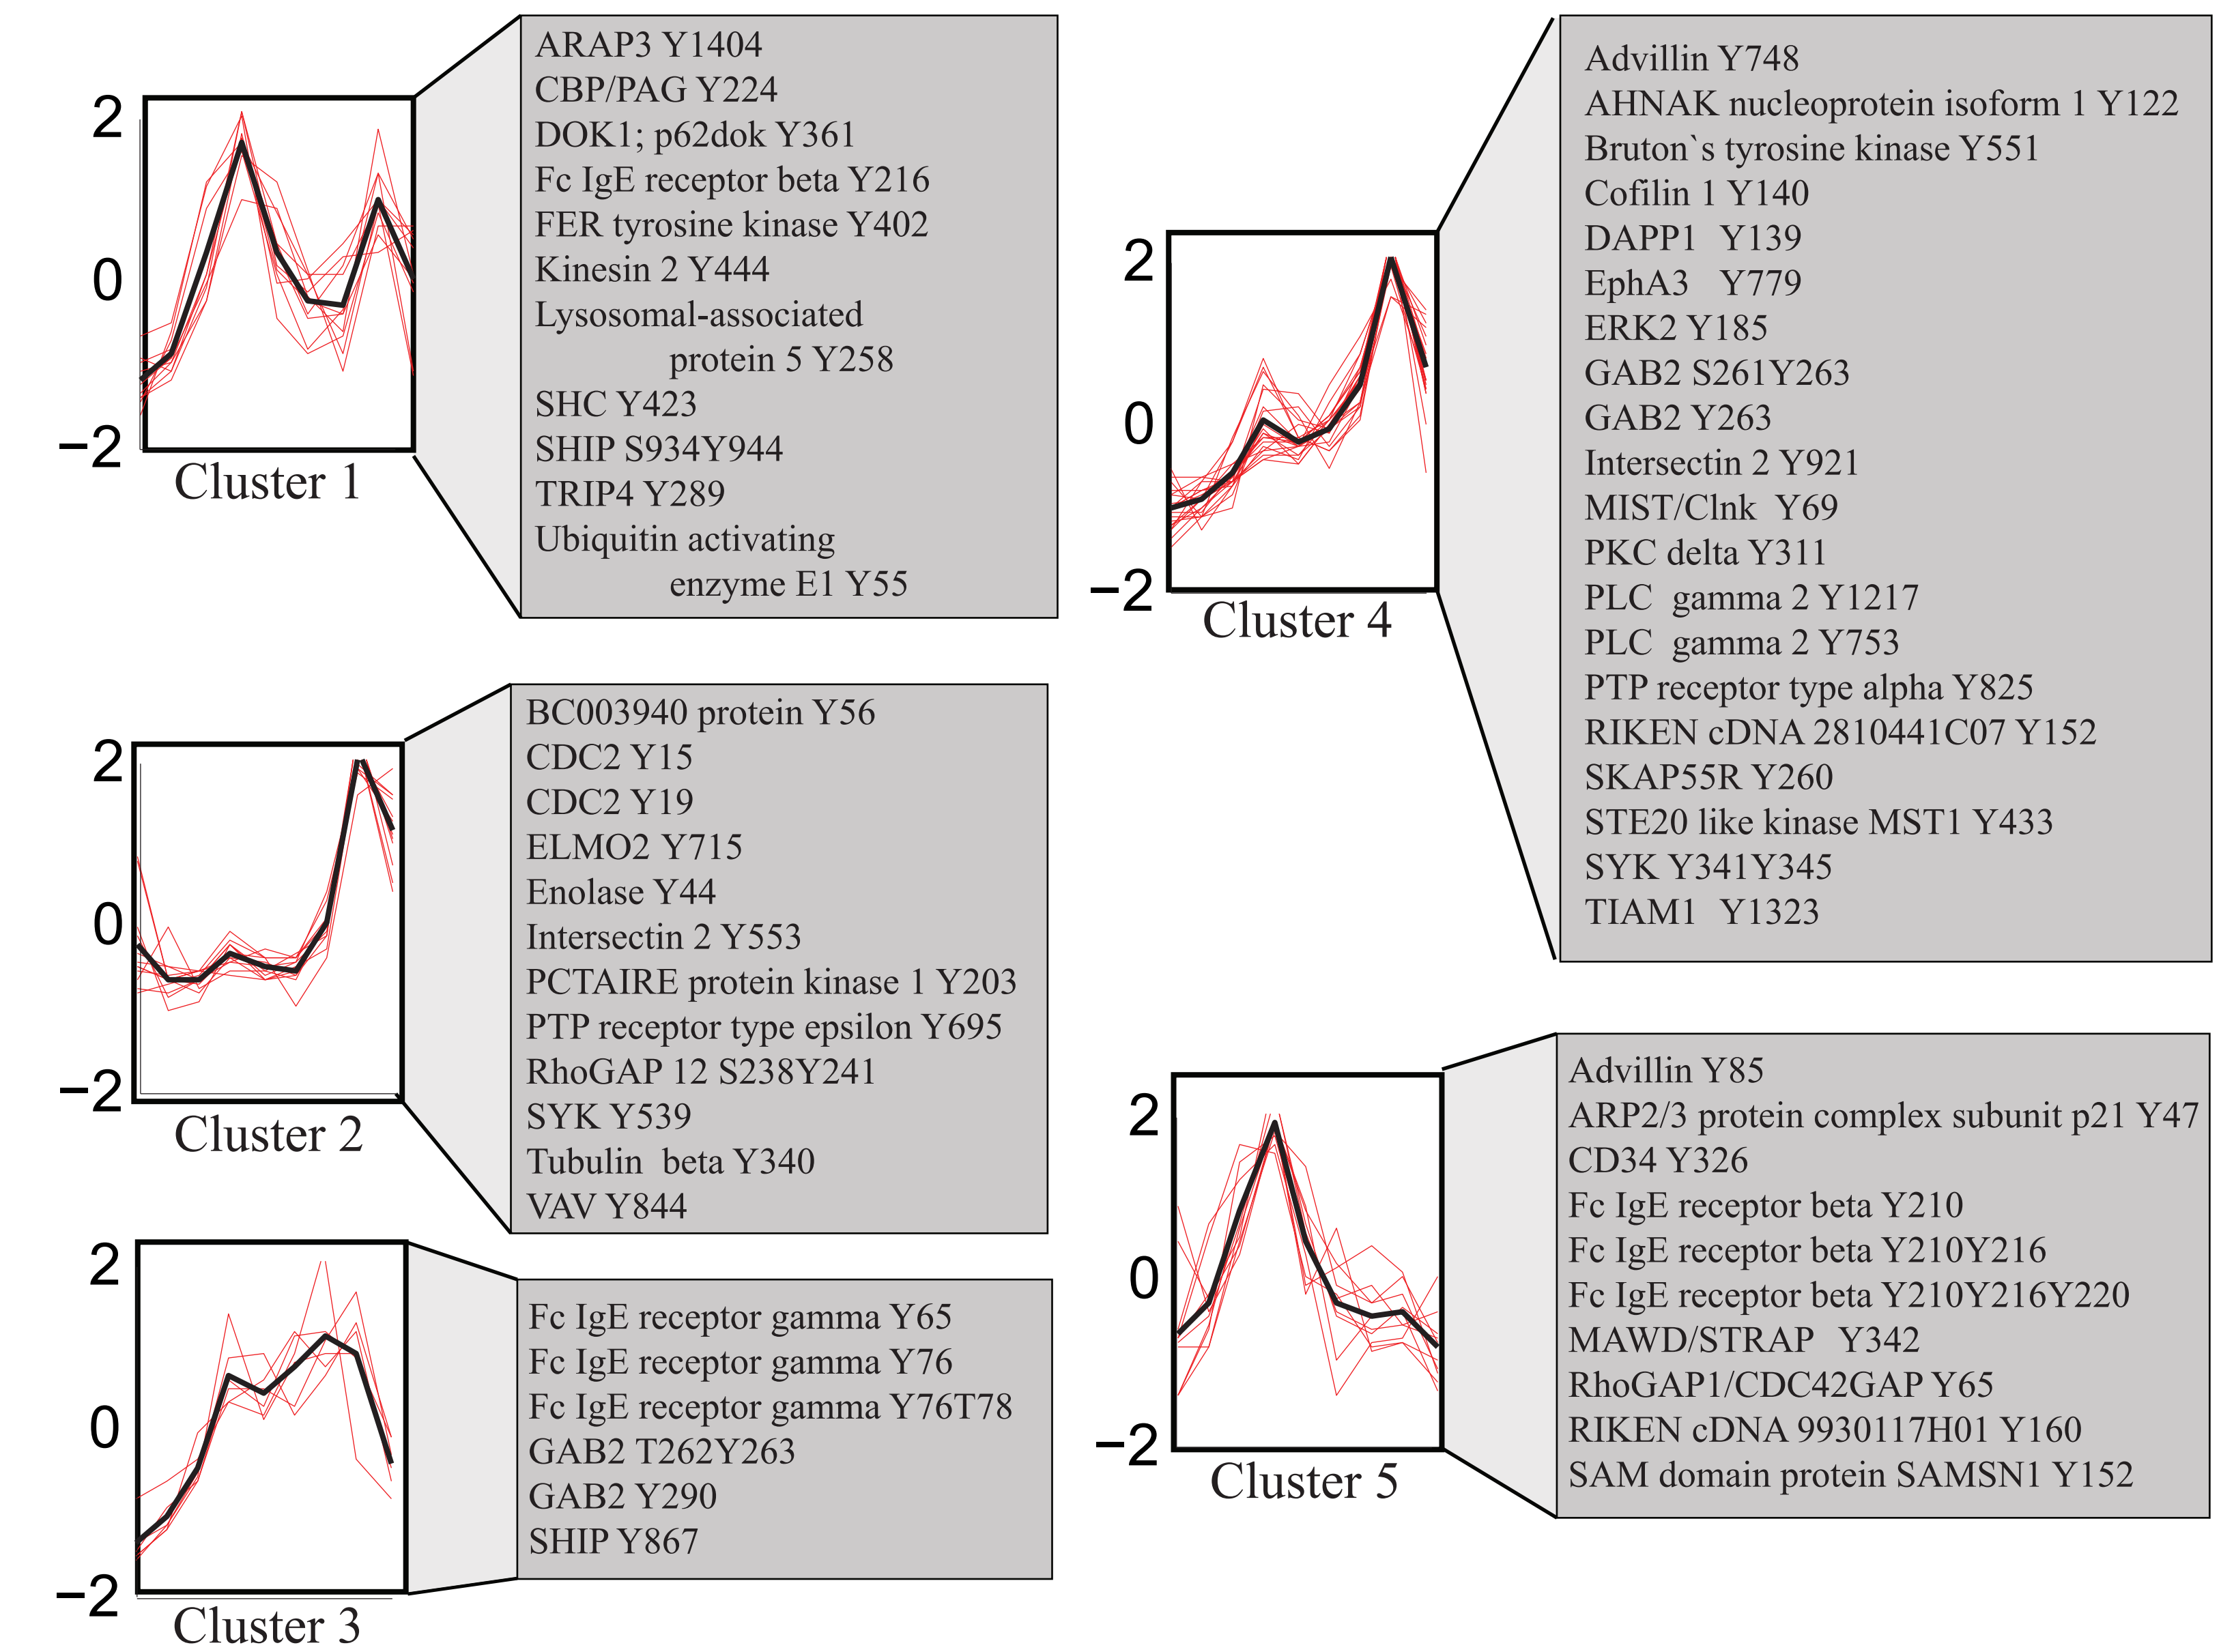 2
0
−2
Cluster 1
ARAP3 Y1404
CBP/PAG Y224
DOK1; p62dok Y361
Fc IgE receptor beta Y216
FER tyrosine kinase Y402
Kinesin 2 Y444
Lysosomal-associated
protein 5 Y258
SHC Y423
SHIP S934Y944
TRIP4 Y289
Ubiquitin activating
enzyme E1 Y55
2
0
−2
Cluster 2
BC003940 protein Y56
CDC2 Y15
CDC2 Y19
ELMO2 Y715
Enolase Y44
Intersectin 2 Y553
PCTAIRE protein kinase 1 Y203
PTP receptor type epsilon Y695
RhoGAP 12 S238Y241
SYK Y539
Tubulin beta Y340
VAV Y844
2
0
−2
Cluster 3
Fc IgE receptor gamma Y65
Fc IgE receptor gamma Y76
Fc IgE receptor gamma Y76T78
GAB2 T262Y263
GAB2 Y290
SHIP Y867
2
0
−2
Cluster 4
Advillin Y748
AHNAK nucleoprotein isoform 1 Y122
Bruton`s tyrosine kinase Y551
Cofilin 1 Y140
DAPP1 Y139
EphA3 Y779
ERK2 Y185
GAB2 S261Y263
GAB2 Y263
Intersectin 2 Y921
MIST/Clnk Y69
PKC delta Y311
PLC gamma 2 Y1217
PLC gamma 2 Y753
PTP receptor type alpha Y825
RIKEN cDNA 2810441C07 Y152
SKAP55R Y260
STE20 like kinase MST1 Y433
SYK Y341Y345
TIAM1 Y1323
2
0
−2
Cluster 5
Advillin Y85
ARP2/3 protein complex subunit p21 Y47
CD34 Y326
Fc IgE receptor beta Y210
Fc IgE receptor beta Y210Y216
Fc IgE receptor beta Y210Y216Y220
MAWD/STRAP Y342
RhoGAP1/CDC42GAP Y65
RIKEN cDNA 9930117H01 Y160
SAM domain protein SAMSN1 Y152